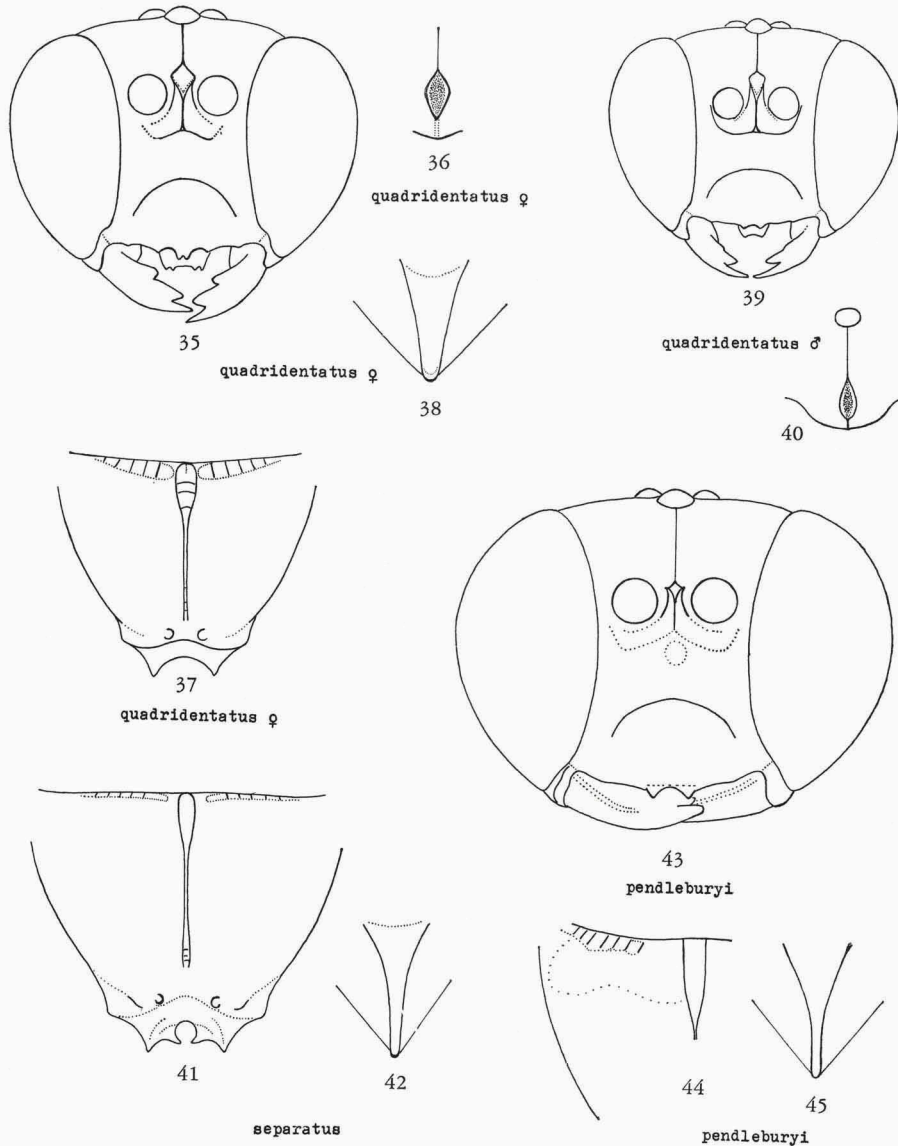 36
quadridentatus ♀
35
39
quadridentatus ♂
quadridentatus ♀
38
40
37
quadridentatus ♀
43
pendleburyi
41
42
44
45
separatus
pendleburyi